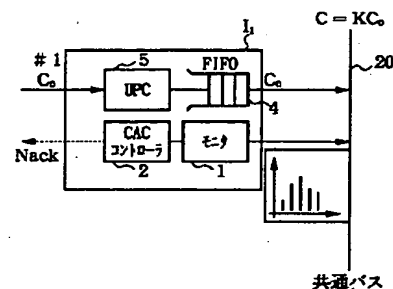 I₁
C = KC₀
# 1
5
FIFO
20
C₀
UPC
C₀
4
CAC
コントローラ
モニタ
Nack
2
1
共通バス